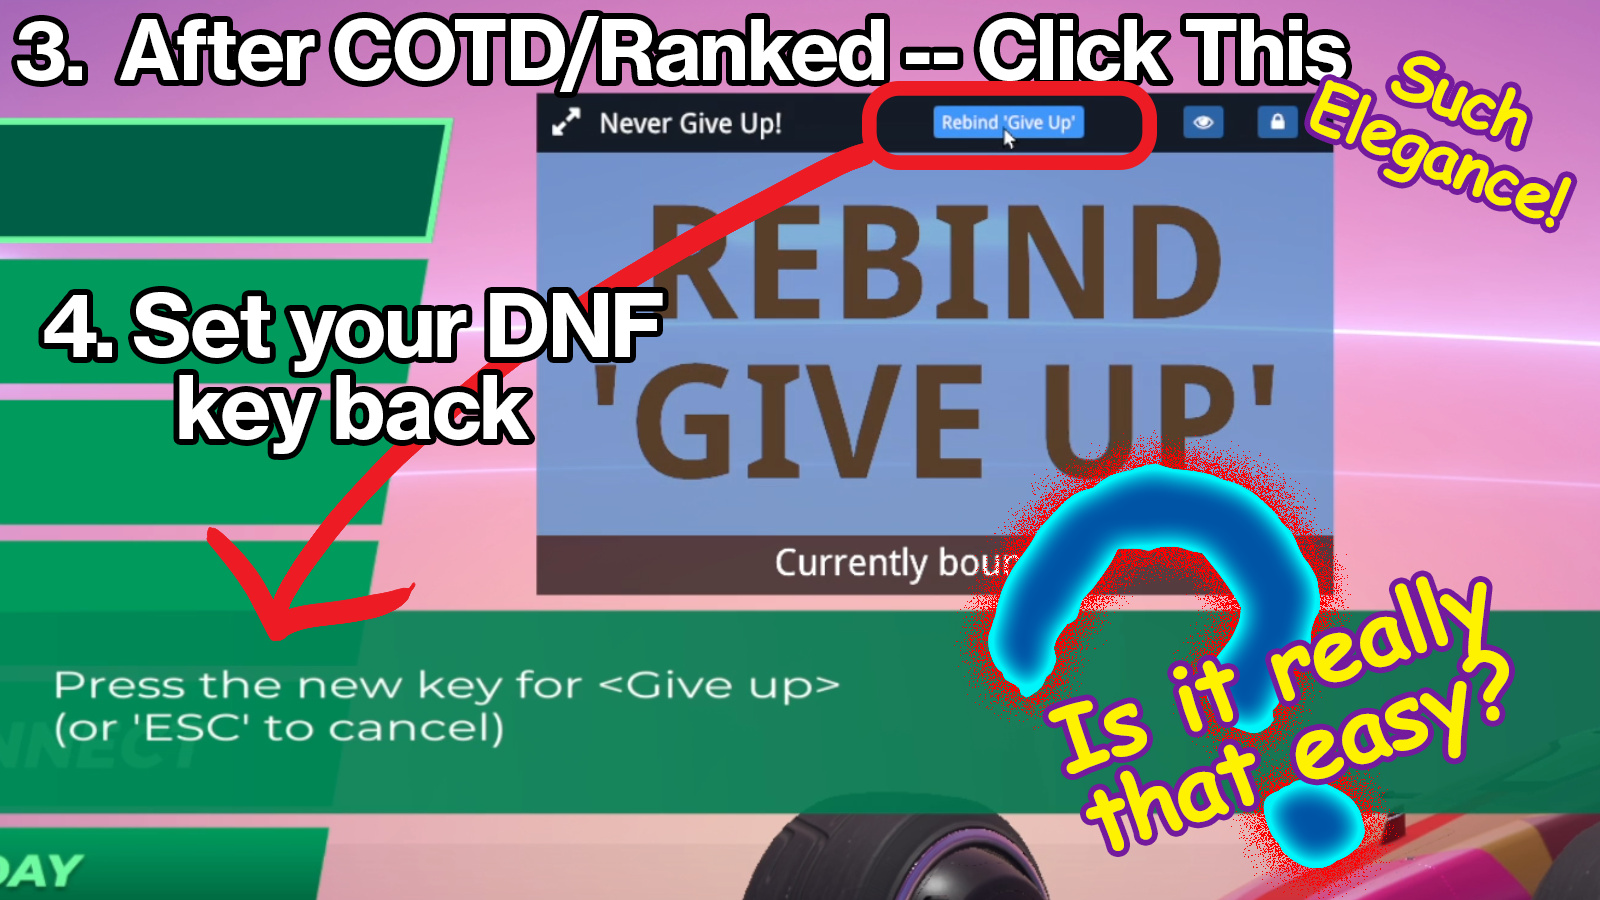 3. After COTD/Ranked -- Click This
Such
Elegance!
Never Give Up!
Rebind 'Give Up'
REBIND
'GIVE UP'
4. Set your DNF
key back
Currently
Press the new key for <Give up>
(or 'ESC' to cancel)
Is it really
that easy?